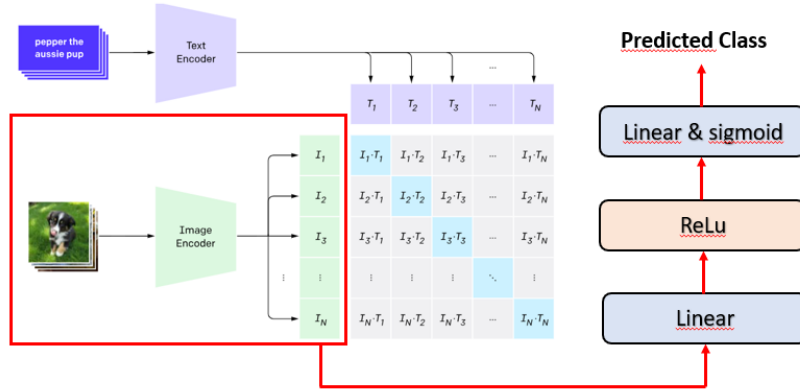 pepper the
aussie pup
Text
Encoder
...
T1 T2 T3 ... TN
I1 I1·T1 I1·T2 I1·T3 ... I1·TN
I2 I2·T1 I2·T2 I2·T3 ... I2·TN
Image
Encoder
I3 I3·T1 I3·T2 I3·T3 ... I3·TN
⋮ ⋮ ⋮ ⋮ ⋮ ⋱ ⋮
IN IN·T1 IN·T2 IN·T3 ... IN·TN
Predicted Class
Linear & sigmoid
ReLu
Linear